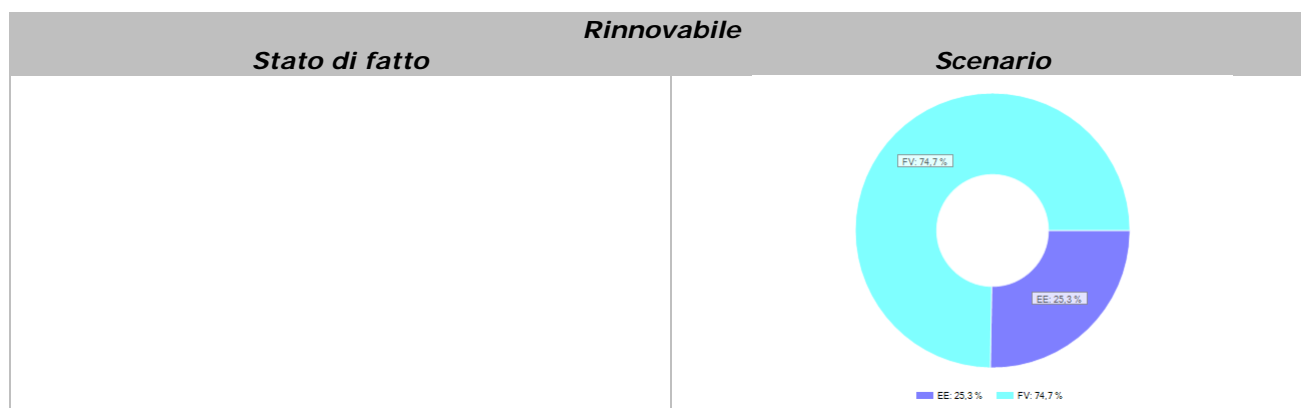 Rinnovabile
Stato di fatto Scenario
FV: 74,7 %
EE: 25,3 %
EE: 25,3 % FV: 74,7 %